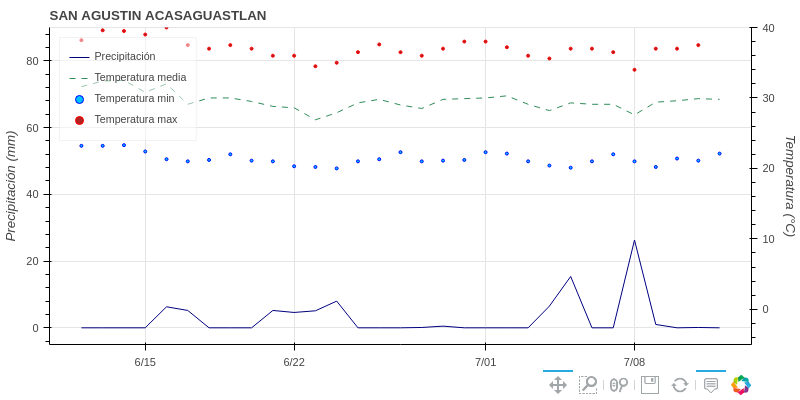 SAN AGUSTIN ACASAGUASTLAN
Precipitación
Temperatura media
Temperatura min
Temperatura max
Precipitación (mm)
80
60
40
20
0
Temperatura (°C)
40
30
20
10
0
6/15
6/22
7/01
7/08